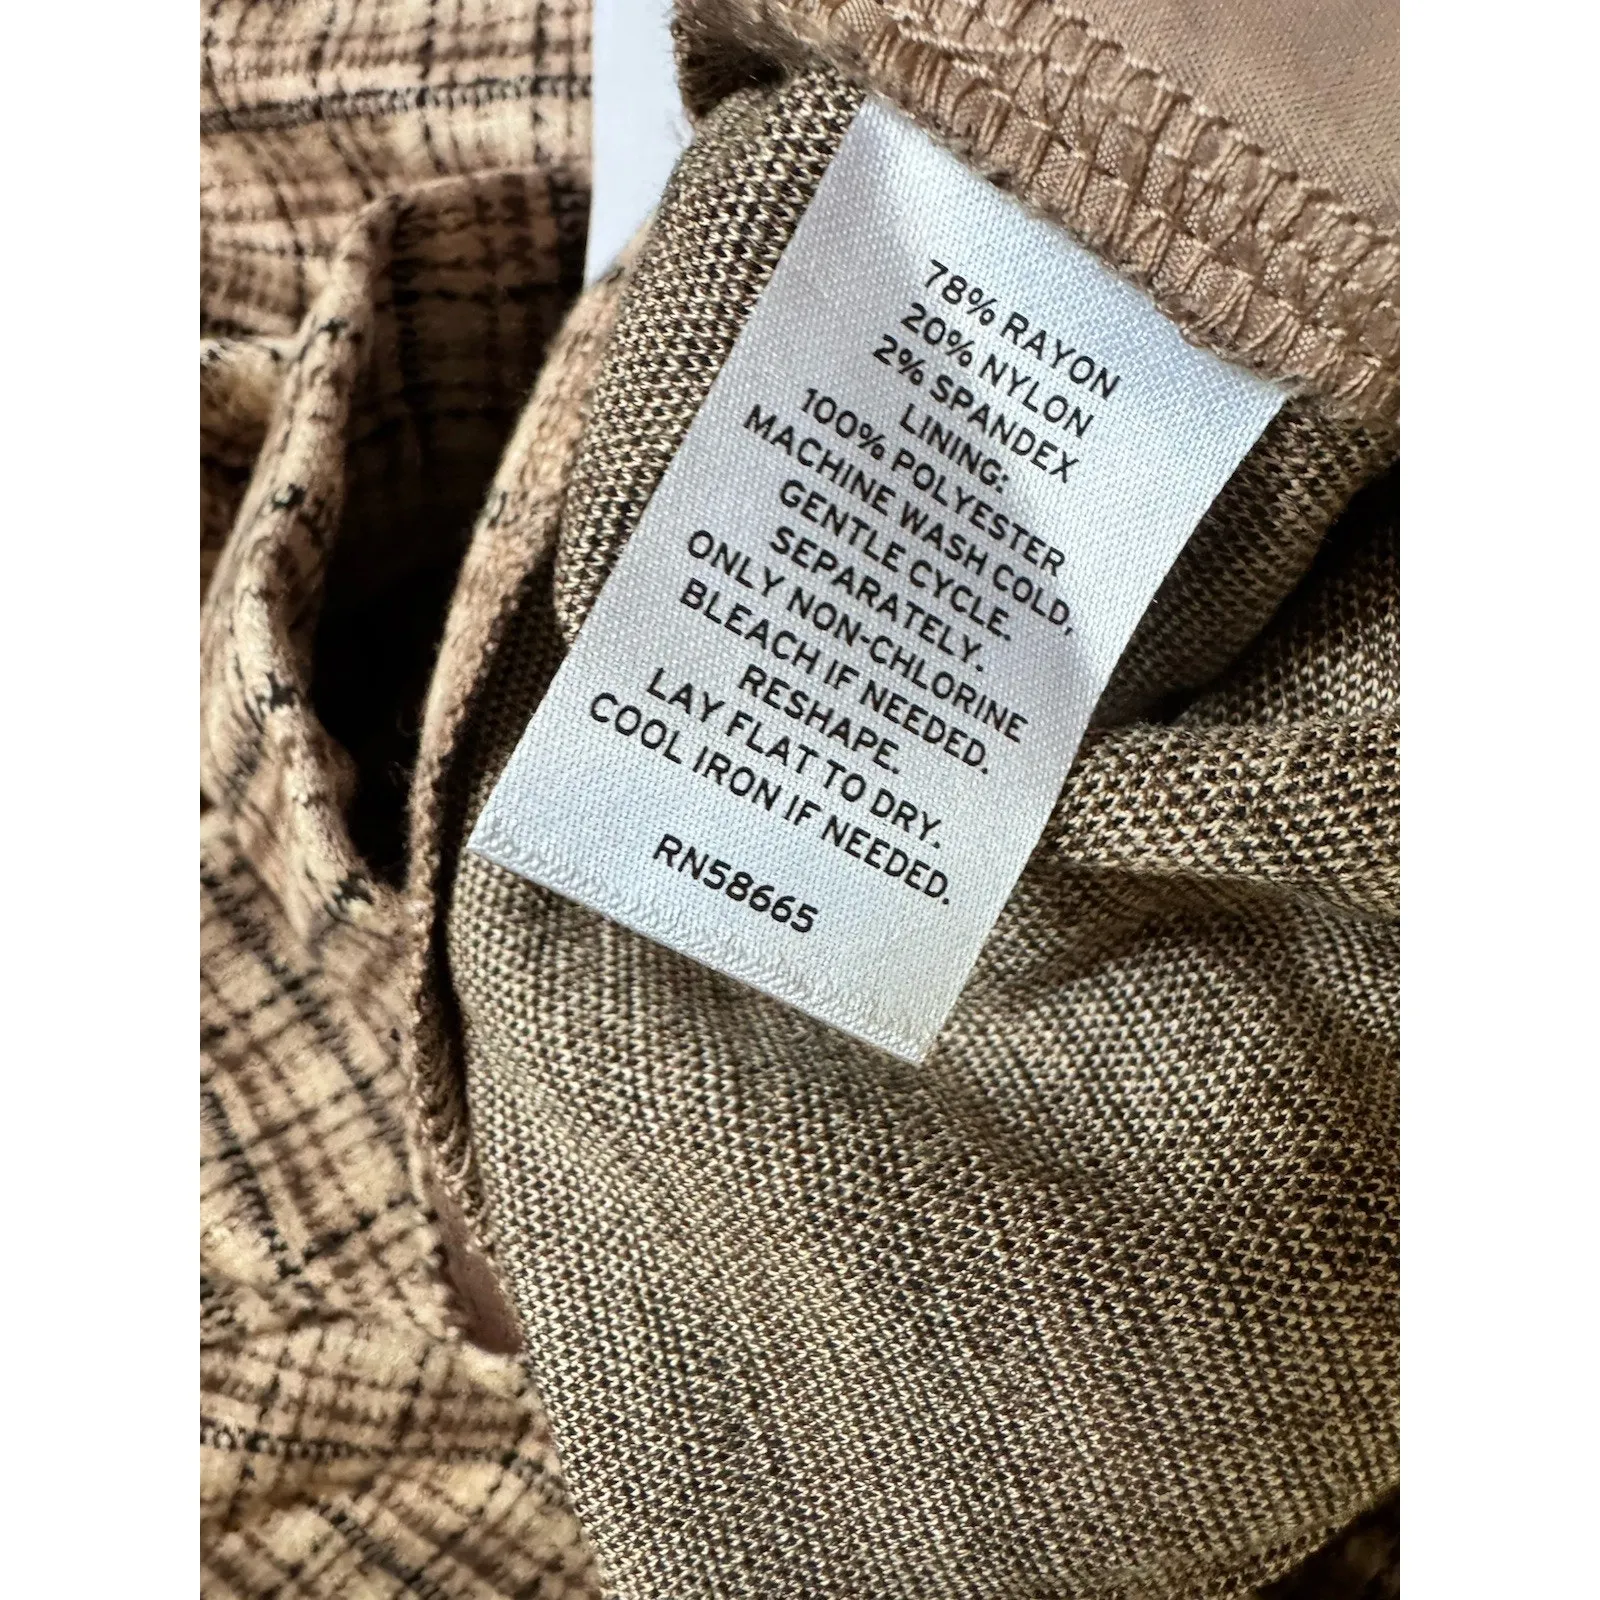 78% RAYON
20% NYLON
2% SPANDEX
LINING:
100% POLYESTER
MACHINE WASH COLD,
GENTLE CYCLE.
SEPARATELY.
ONLY NON-CHLORINE
BLEACH IF NEEDED.
RESHAPE.
LAY FLAT TO DRY.
COOL IRON IF NEEDED.
RN58665